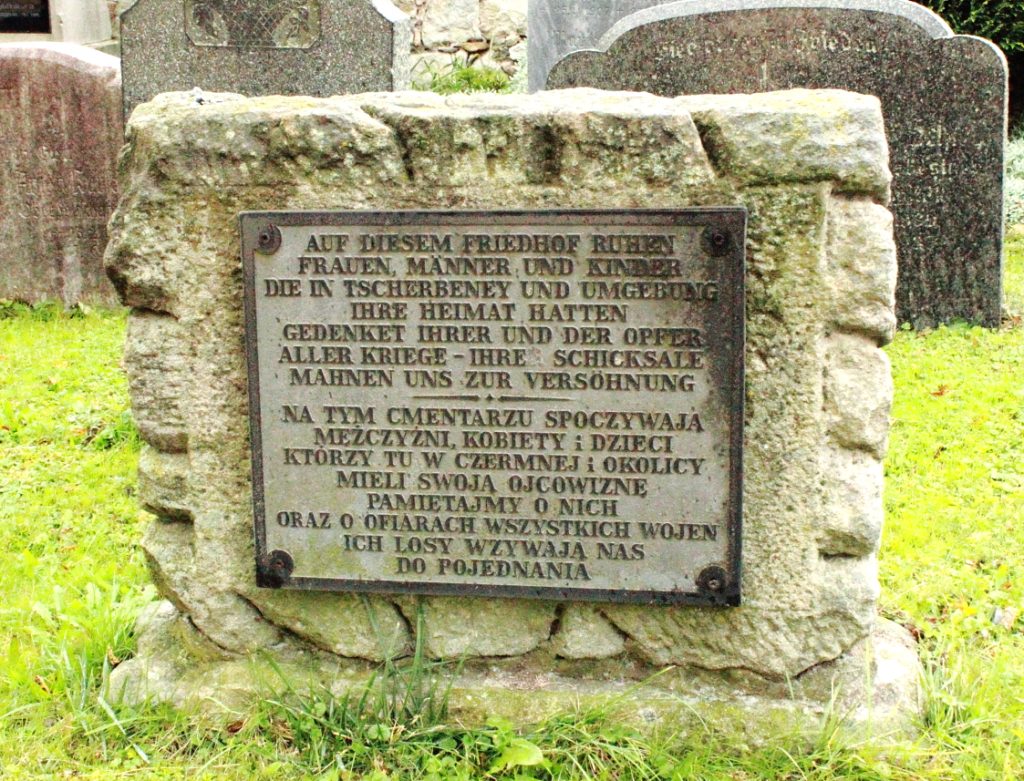 AUF DIESEM FRIEDHOF RUHEN
FRAUEN, MÄNNER UND KINDER
DIE IN TSCHERBENEY UND UMGEBUNG
IHRE HEIMAT HATTEN
GEDENKET IHRER UND DER OPFER
ALLER KRIEGE – IHRE SCHICKSALE
MAHNEN UNS ZUR VERSÖHNUNG
NA TYM CMENTARZU SPOCZYWAJĄ
MĘŻCZYŹNI, KOBIETY i DZIECI
KTÓRZY TU W CZERMNEJ i OKOLICY
MIELI SWOJĄ OJCOWIZNĘ
PAMIĘTAJMY O NICH
ORAZ O OFIARACH WSZYSTKICH WOJEN
ICH LOSY WZYWAJĄ NAS
DO POJEDNANIA